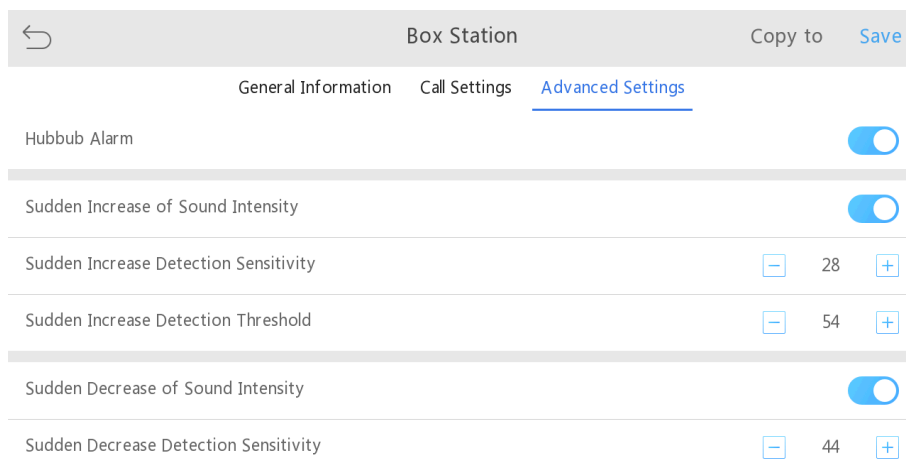 Box Station Copy to Save
General Information Call Settings Advanced Settings
Hubbub Alarm
Sudden Increase of Sound Intensity
Sudden Increase Detection Sensitivity - 28 +
Sudden Increase Detection Threshold - 54 +
Sudden Decrease of Sound Intensity
Sudden Decrease Detection Sensitivity - 44 +